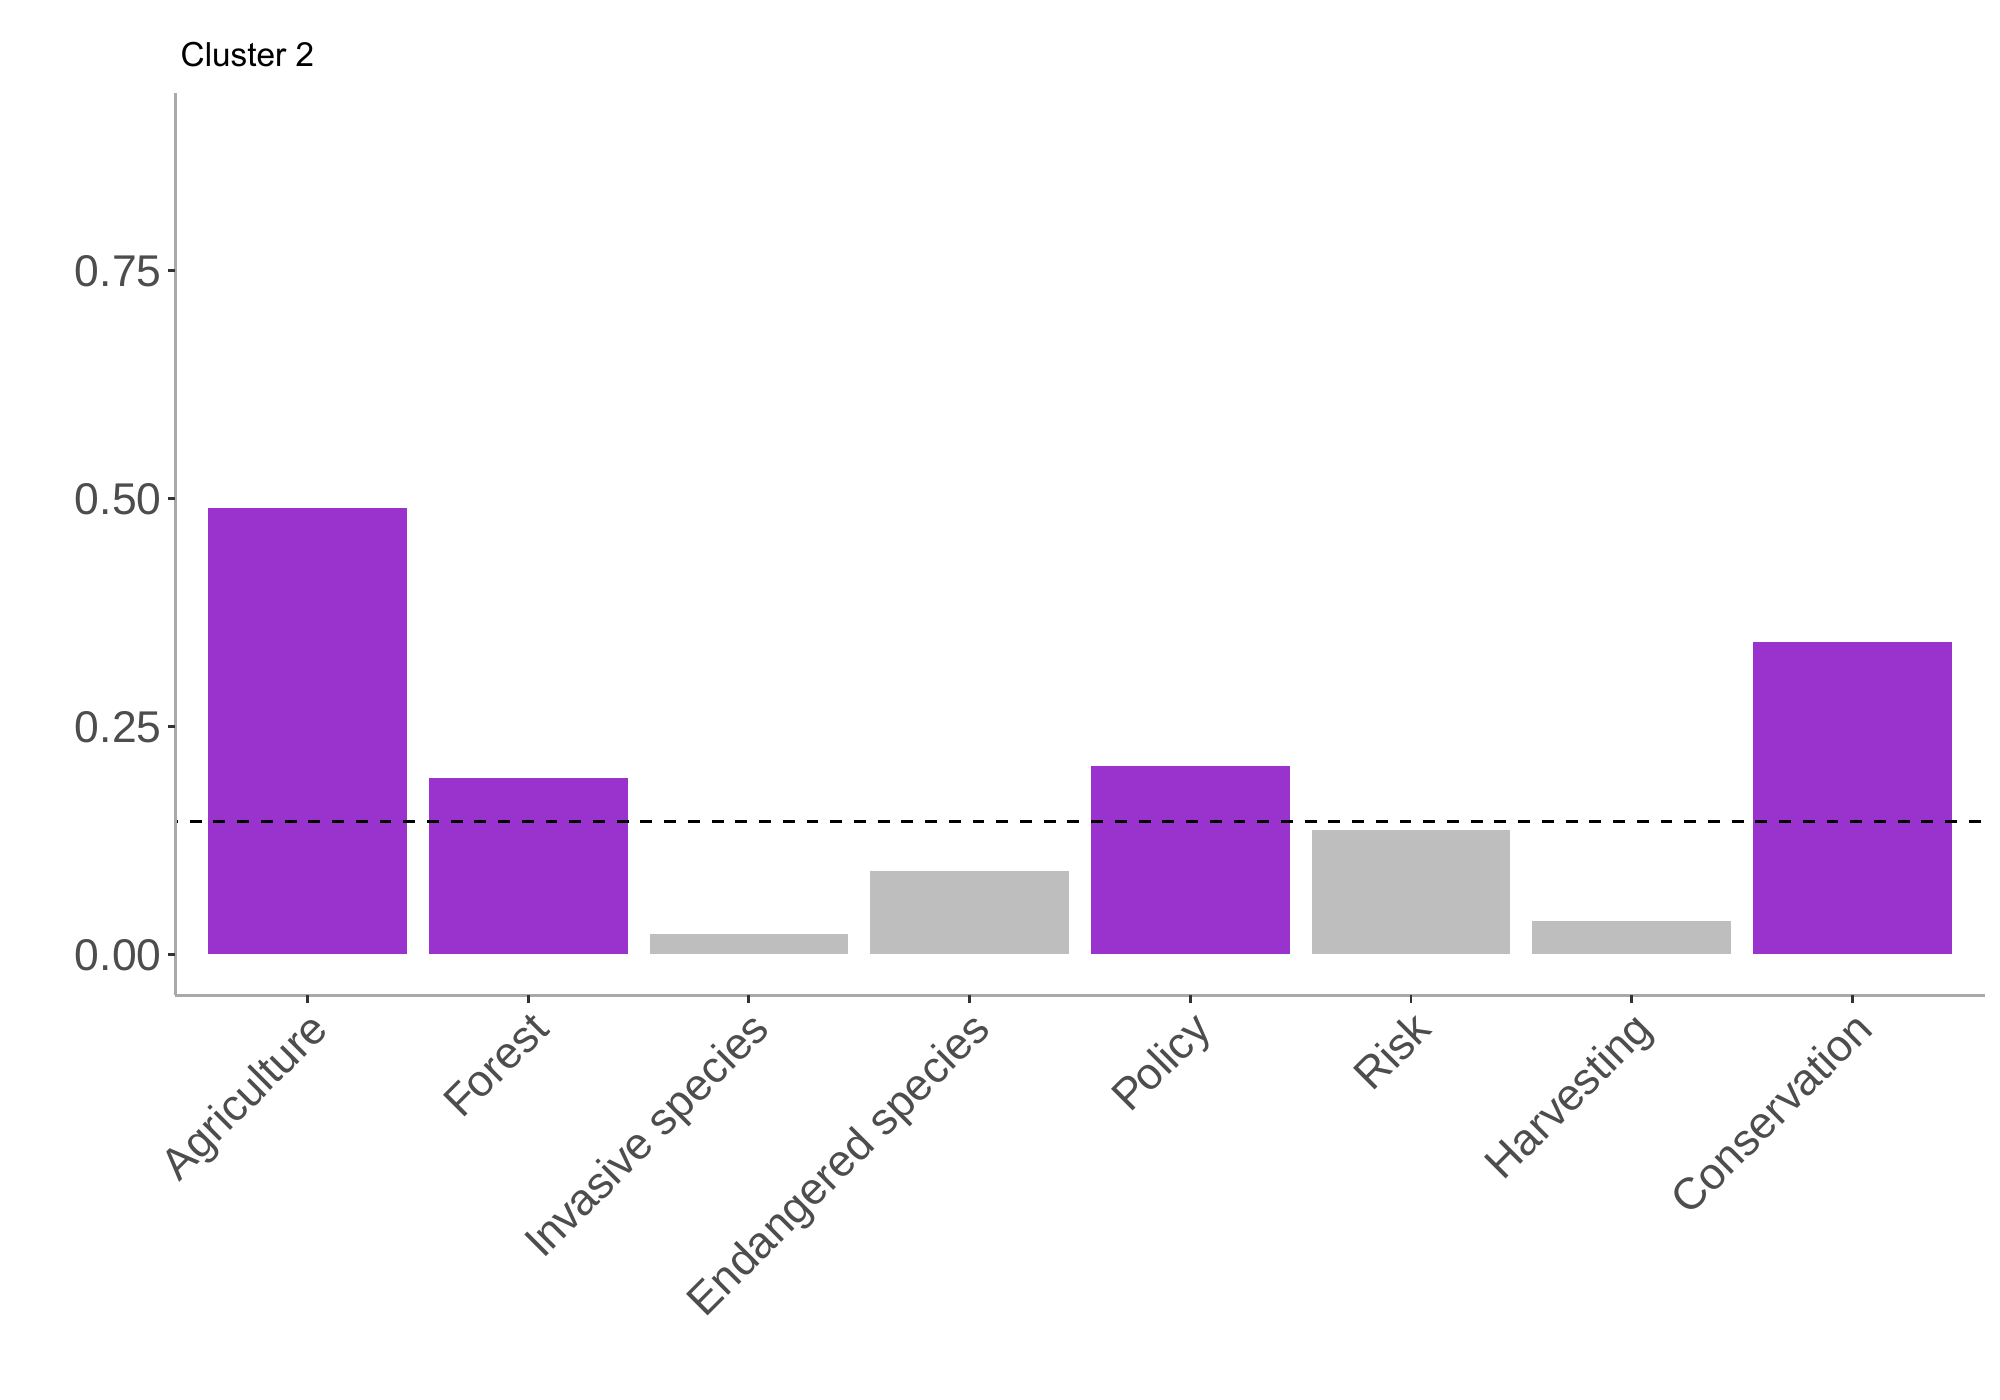 Cluster 2
0.75
0.50
0.25
0.00
Agriculture
Forest
Invasive species
Endangered species
Policy
Risk
Harvesting
Conservation